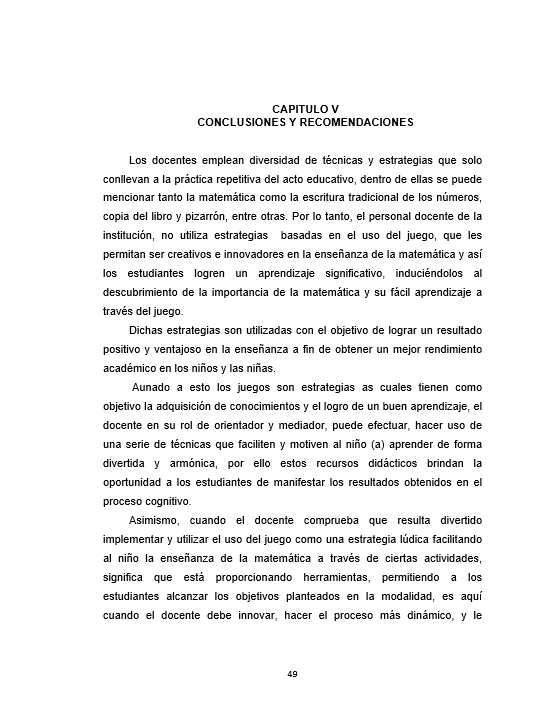 CAPITULO V
CONCLUSIONES Y RECOMENDACIONES
Los docentes emplean diversidad de técnicas y estrategias que solo
conllevan a la práctica repetitiva del acto educativo, dentro de ellas se puede
mencionar tanto la matemática como la escritura tradicional de los números,
copia del libro y pizarrón, entre otras. Por lo tanto, el personal docente de la
institución, no utiliza estrategias basadas en el uso del juego, que les
permitan ser creativos e innovadores en la enseñanza de la matemática y así
los estudiantes logren un aprendizaje significativo, induciéndolos al
descubrimiento de la importancia de la matemática y su fácil aprendizaje a
través del juego.
Dichas estrategias son utilizadas con el objetivo de lograr un resultado
positivo y ventajoso en la enseñanza a fin de obtener un mejor rendimiento
académico en los niños y las niñas.
Aunado a esto los juegos son estrategias as cuales tienen como
objetivo la adquisición de conocimientos y el logro de un buen aprendizaje, el
docente en su rol de orientador y mediador, puede efectuar, hacer uso de
una serie de técnicas que faciliten y motiven al niño (a) aprender de forma
divertida y armónica, por ello estos recursos didácticos brindan la
oportunidad a los estudiantes de manifestar los resultados obtenidos en el
proceso cognitivo.
Asimismo, cuando el docente comprueba que resulta divertido
implementar y utilizar el uso del juego como una estrategia lúdica facilitando
al niño la enseñanza de la matemática a través de ciertas actividades,
significa que está proporcionando herramientas, permitiendo a los
estudiantes alcanzar los objetivos planteados en la modalidad, es aquí
cuando el docente debe innovar, hacer el proceso más dinámico, y le
49